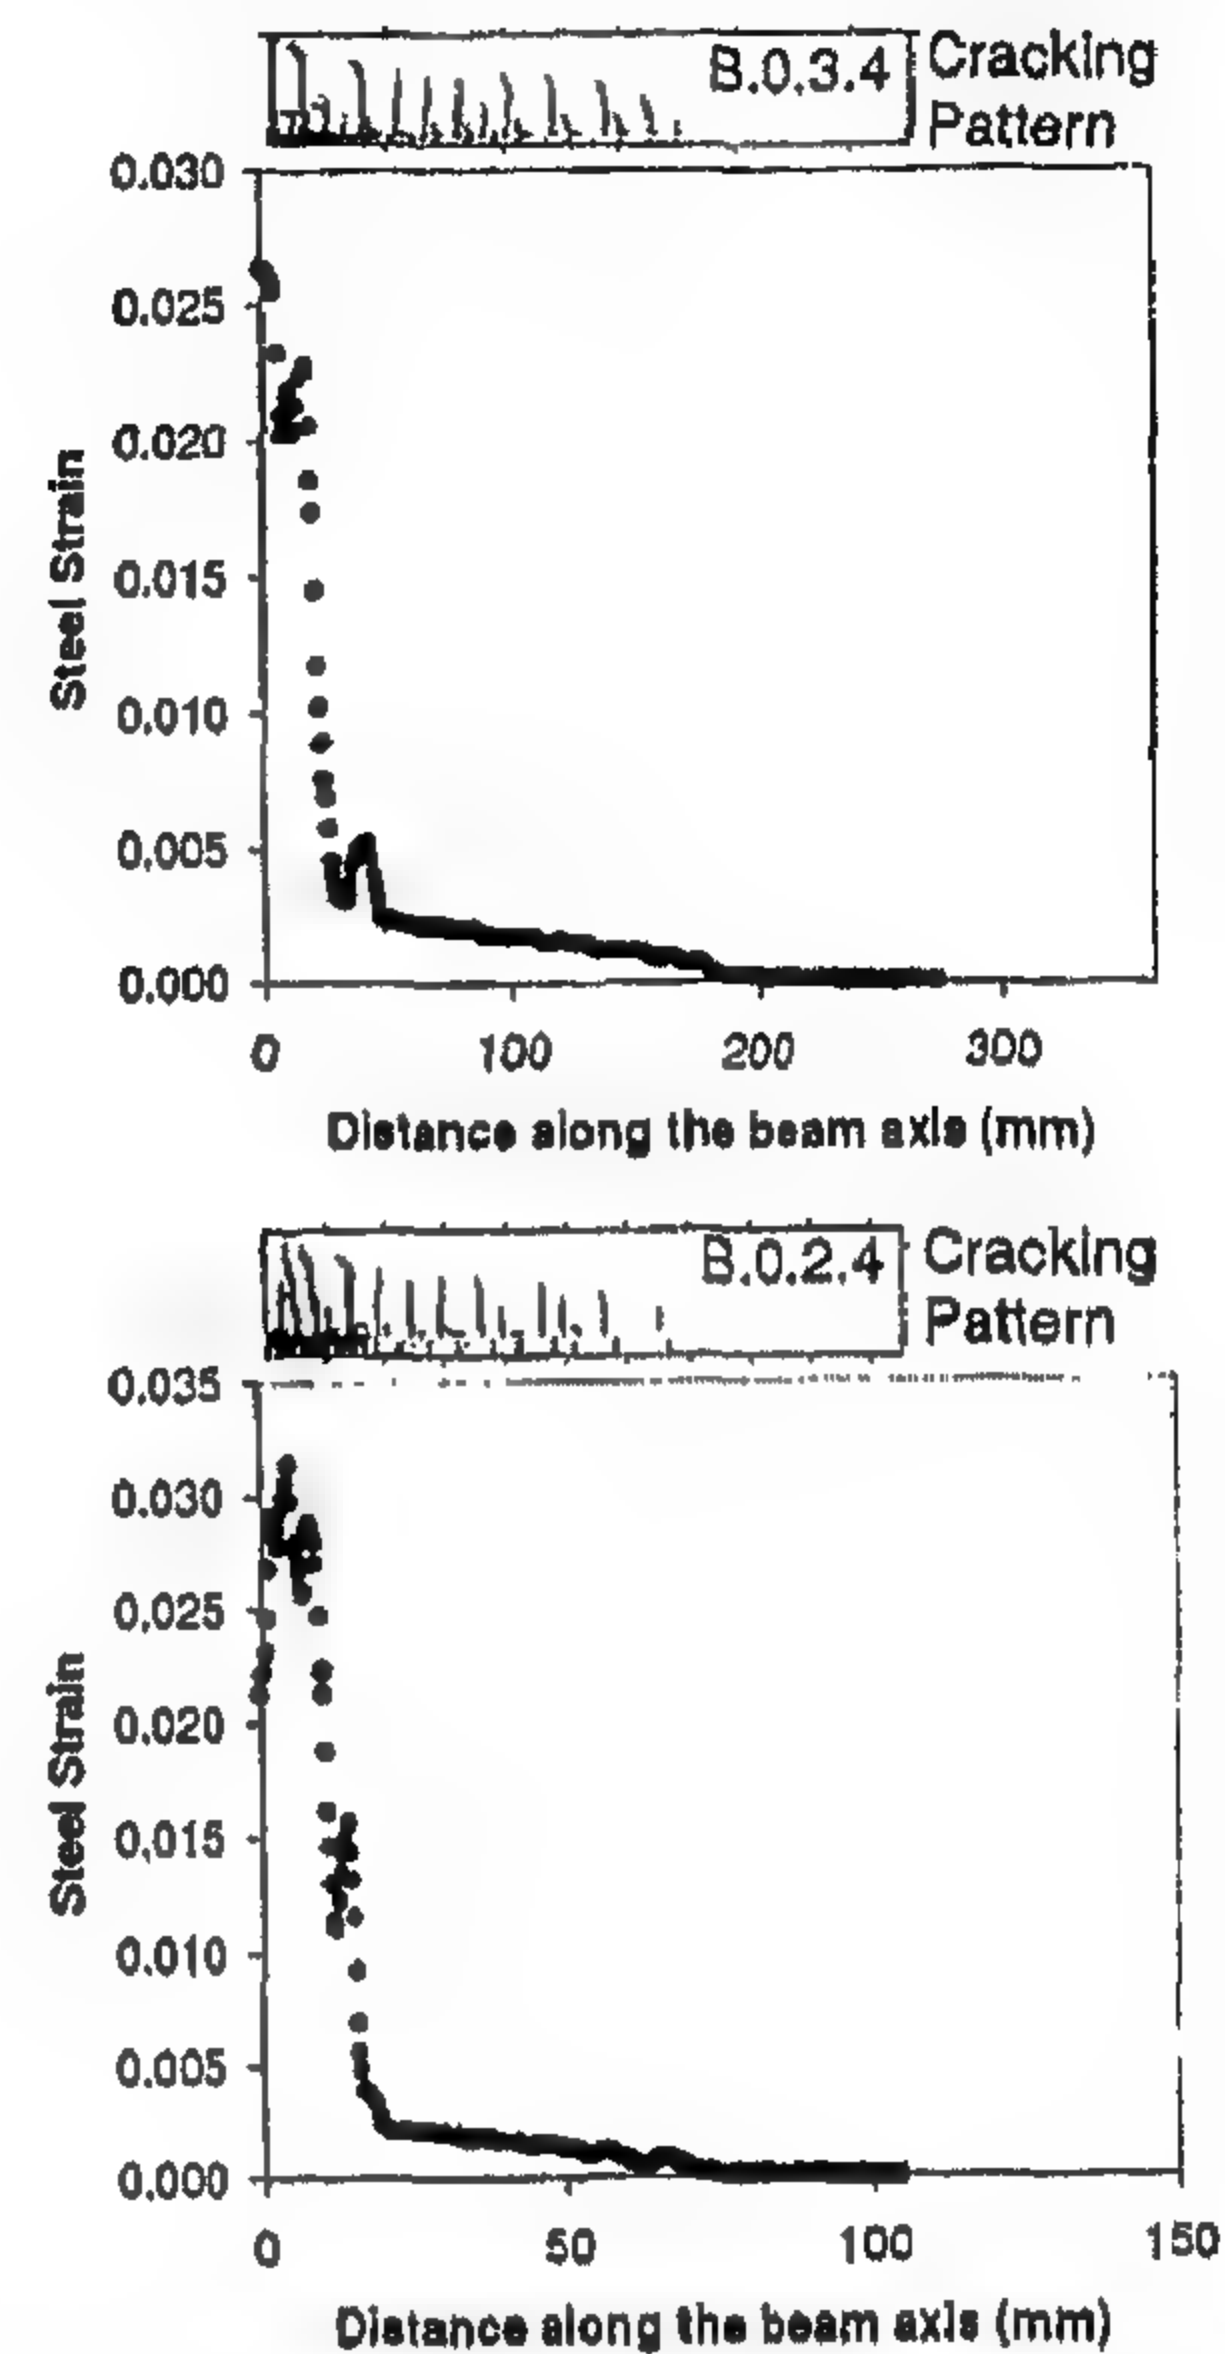 B.0.3.4
Cracking
Pattern
0.030
0.025
0.020
0.015
0.010
0.005
0.000
Steel Strain
0 100 200 300
Distance along the beam axis (mm)
B.0.2.4
Cracking
Pattern
0.035
0.030
0.025
0.020
0.015
0.010
0.005
0.000
Steel Strain
0 50 100 150
Distance along the beam axis (mm)